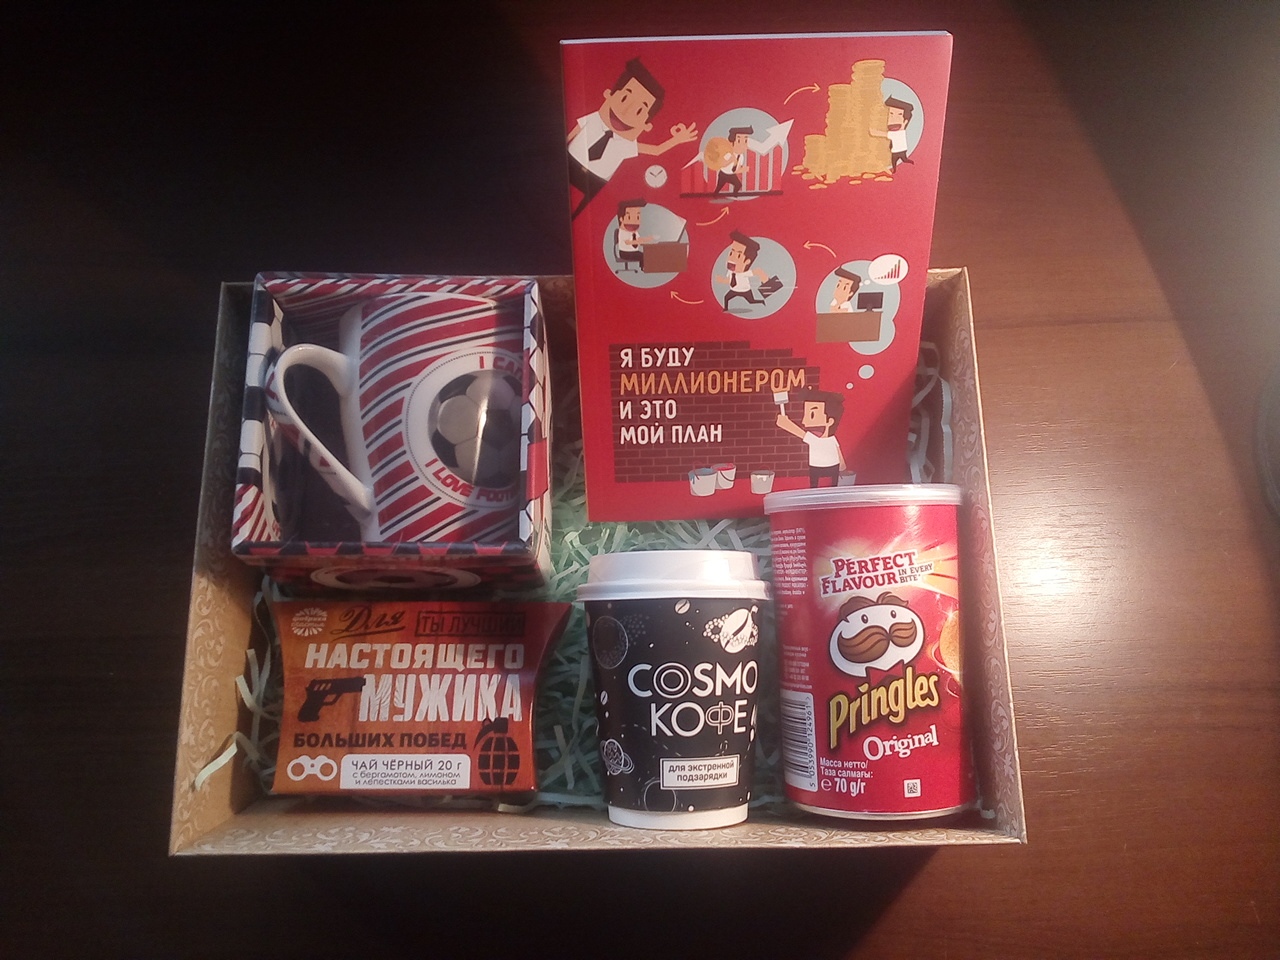 Я БУДУ
МИЛЛИОНЕРОМ,
И ЭТО
МОЙ ПЛАН
I LOVE
Для
ТЫ ЛУЧШИЙ
НАСТОЯЩЕГО
МУЖИКА
БОЛЬШИХ ПОБЕД
ЧАЙ ЧЁРНЫЙ 20 г
с бергамотом, лимоном
и лепестками василька
COSMO
КОФЕ!
для экстренной
подзарядки
PERFECT
FLAVOUR IN EVERY
BITE
Pringles
Original
Масса нетто/
Таза салмағы:
℮ 70 g/г